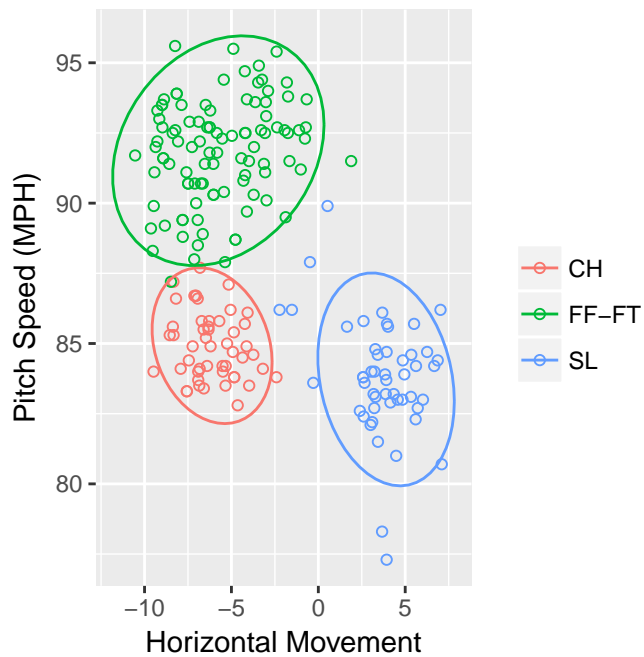 95
90
85
80
Pitch Speed (MPH)
−10
−5
0
5
Horizontal Movement
CH
FF−FT
SL